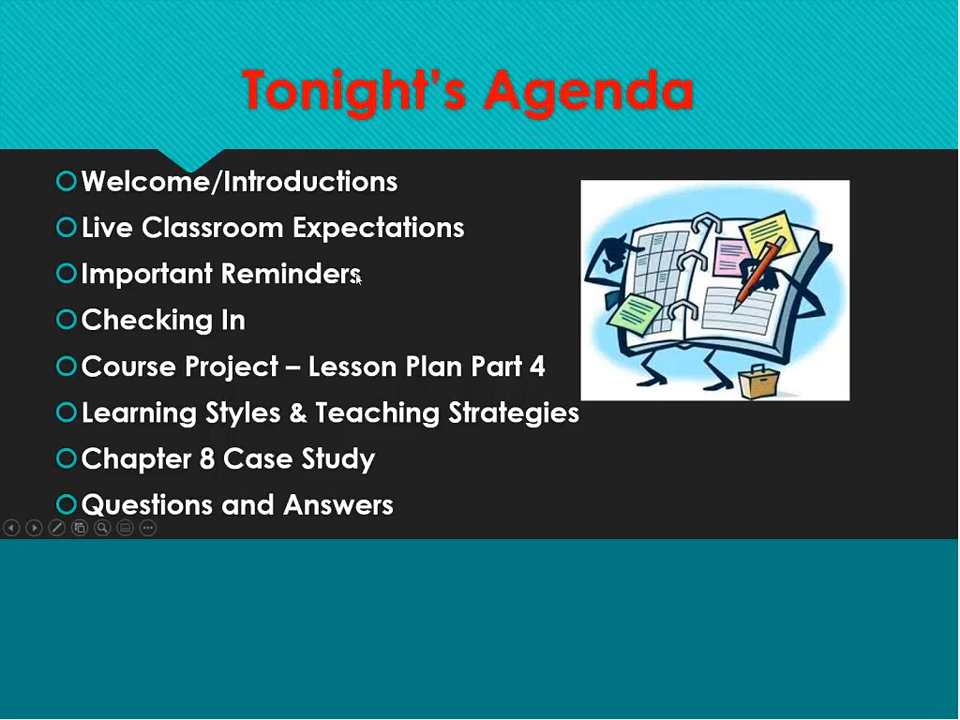 Tonight's Agenda
Welcome/Introductions
Live Classroom Expectations
Important Reminders
Checking In
Course Project – Lesson Plan Part 4
Learning Styles & Teaching Strategies
Chapter 8 Case Study
Questions and Answers